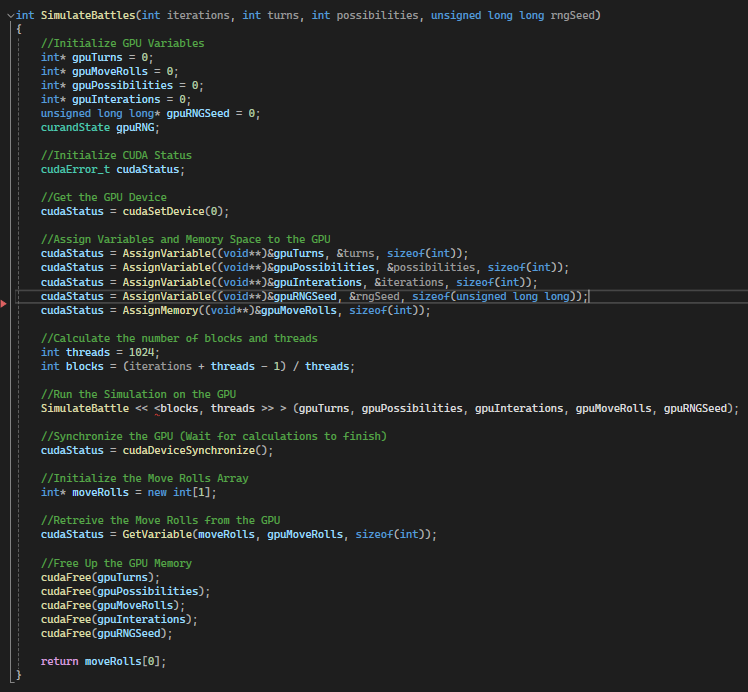 int SimulateBattles(int iterations, int turns, int possibilities, unsigned long long rngSeed)
{
//Initialize GPU Variables
int* gpuTurns = 0;
int* gpuMoveRolls = 0;
int* gpuPossibilities = 0;
int* gpuIterations = 0;
unsigned long long* gpuRNGSeed = 0;
curandState gpuRNG;
//Initialize CUDA Status
cudaError_t cudaStatus;
//Get the GPU Device
cudaStatus = cudaSetDevice(0);
//Assign Variables and Memory Space to the GPU
cudaStatus = AssignVariable((void**)&gpuTurns, &turns, sizeof(int));
cudaStatus = AssignVariable((void**)&gpuPossibilities, &possibilities, sizeof(int));
cudaStatus = AssignVariable((void**)&gpuIterations, &iterations, sizeof(int));
cudaStatus = AssignVariable((void**)&gpuRNGSeed, &rngSeed, sizeof(unsigned long long));
cudaStatus = AssignMemory((void**)&gpuMoveRolls, sizeof(int));
//Calculate the number of blocks and threads
int threads = 1024;
int blocks = (iterations + threads - 1) / threads;
//Run the Simulation on the GPU
SimulateBattle << <blocks, threads >> > (gpuTurns, gpuPossibilities, gpuIterations, gpuMoveRolls, gpuRNGSeed);
//Synchronize the GPU (Wait for calculations to finish)
cudaStatus = cudaDeviceSynchronize();
//Initialize the Move Rolls Array
int* moveRolls = new int[1];
//Retreive the Move Rolls from the GPU
cudaStatus = GetVariable(moveRolls, gpuMoveRolls, sizeof(int));
//Free Up the GPU Memory
cudaFree(gpuTurns);
cudaFree(gpuPossibilities);
cudaFree(gpuMoveRolls);
cudaFree(gpuIterations);
cudaFree(gpuRNGSeed);
return moveRolls[0];
}